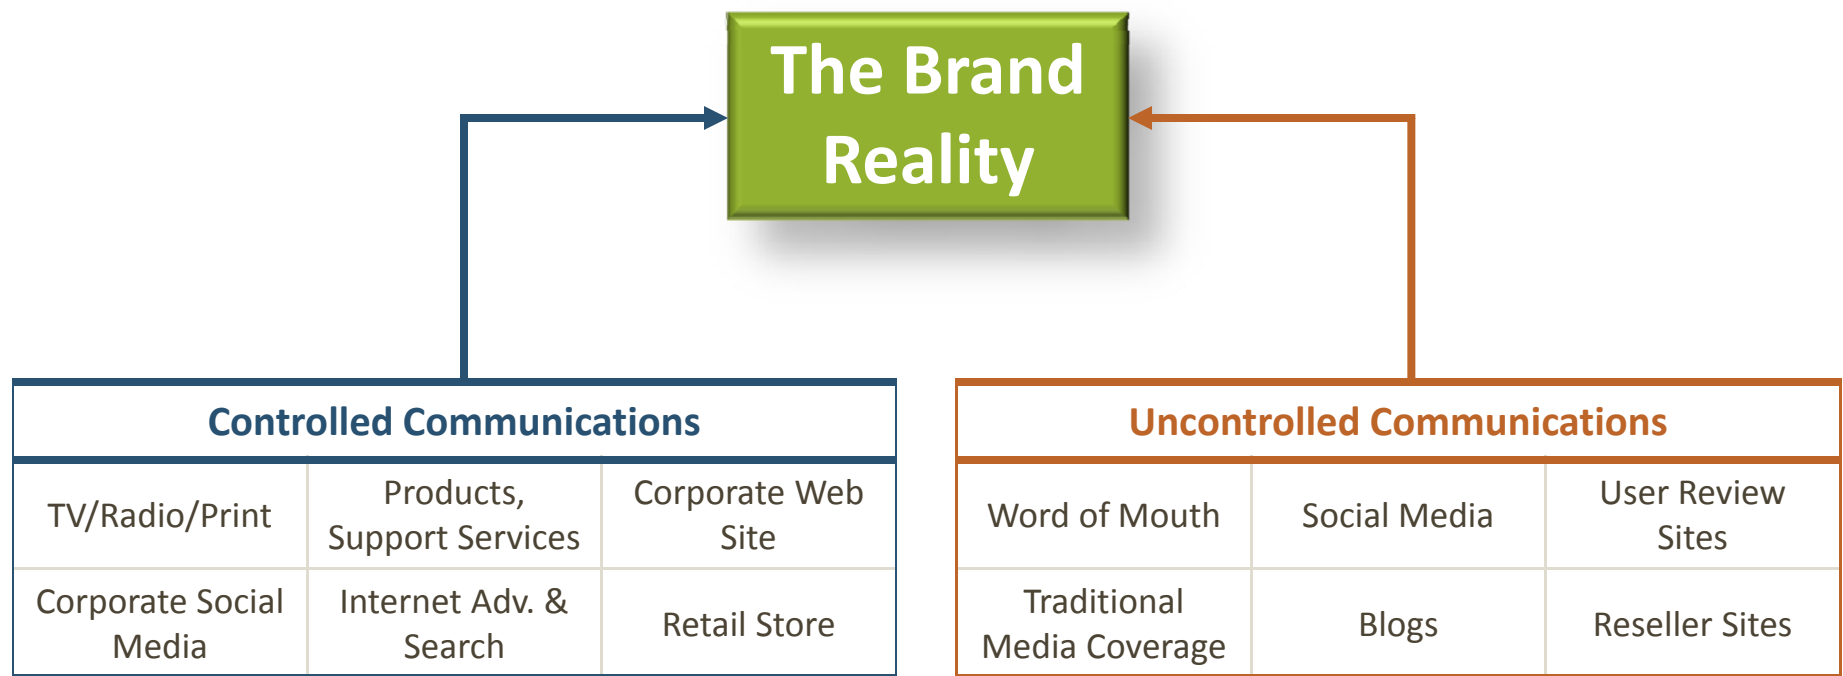 The Brand
Reality
Controlled Communications
TV/Radio/Print
Products,
Support Services
Corporate Web
Site
Corporate Social
Media
Internet Adv. &
Search
Retail Store
Uncontrolled Communications
Word of Mouth
Social Media
User Review
Sites
Traditional
Media Coverage
Blogs
Reseller Sites